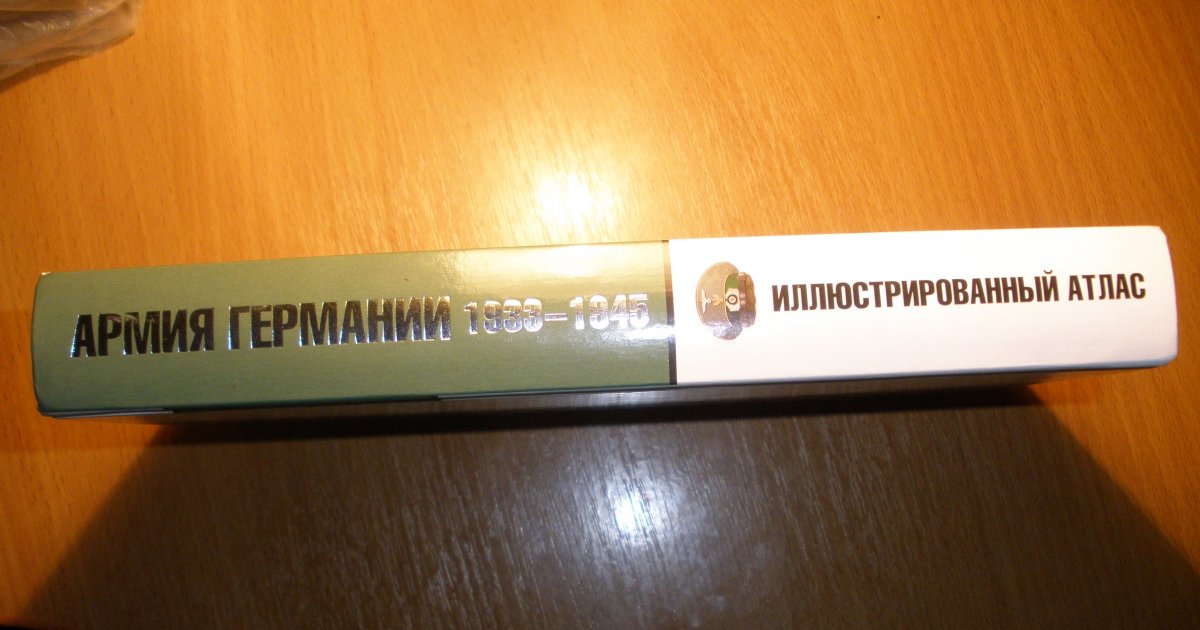 АРМИЯ ГЕРМАНИИ 1933–1945
ИЛЛЮСТРИРОВАННЫЙ АТЛАС